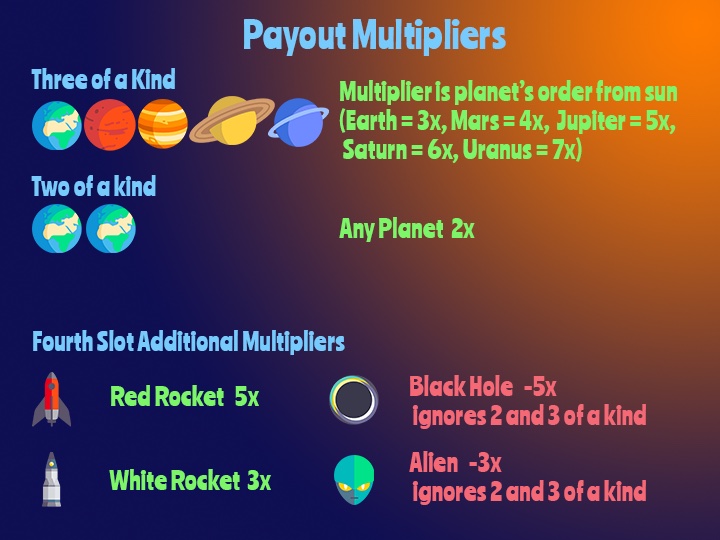 Payout Multipliers
Three of a Kind
Multiplier is planet's order from sun
(Earth = 3x, Mars = 4x, Jupiter = 5x,
Saturn = 6x, Uranus = 7x)
Two of a kind
Any Planet 2x
Fourth Slot Additional Multipliers
Red Rocket 5x
Black Hole -5x
ignores 2 and 3 of a kind
White Rocket 3x
Alien -3x
ignores 2 and 3 of a kind